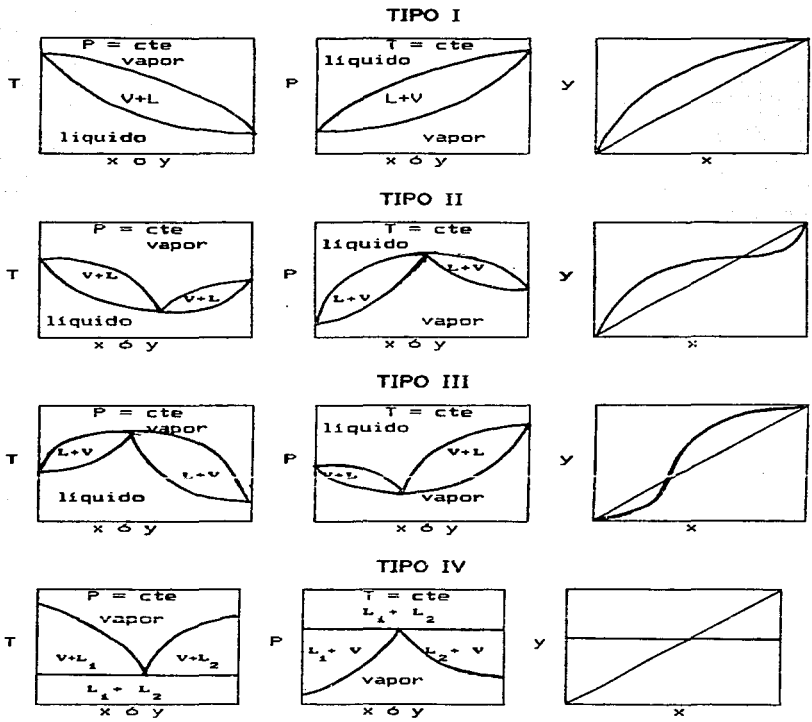 TIPO I
P = cte
vapor
T
V+L
líquido
x o y
T = cte
líquido
P
L+V
vapor
x ó y
y
x
TIPO II
P = cte
vapor
T
V+L
V+L
líquido
x ó y
T = cte
líquido
P
L+V
L+V
vapor
x ó y
y
x
TIPO III
P = cte
vapor
T
L+V
L+V
líquido
x ó y
T = cte
líquido
P
V+L
V+L
vapor
x ó y
y
x
TIPO IV
P = cte
vapor
T
V+L₁
V+L₂
L₁ + L₂
x ó y
T = cte
L₁ + L₂
P
L₁+ V
L₂+ V
vapor
x ó y
y
x